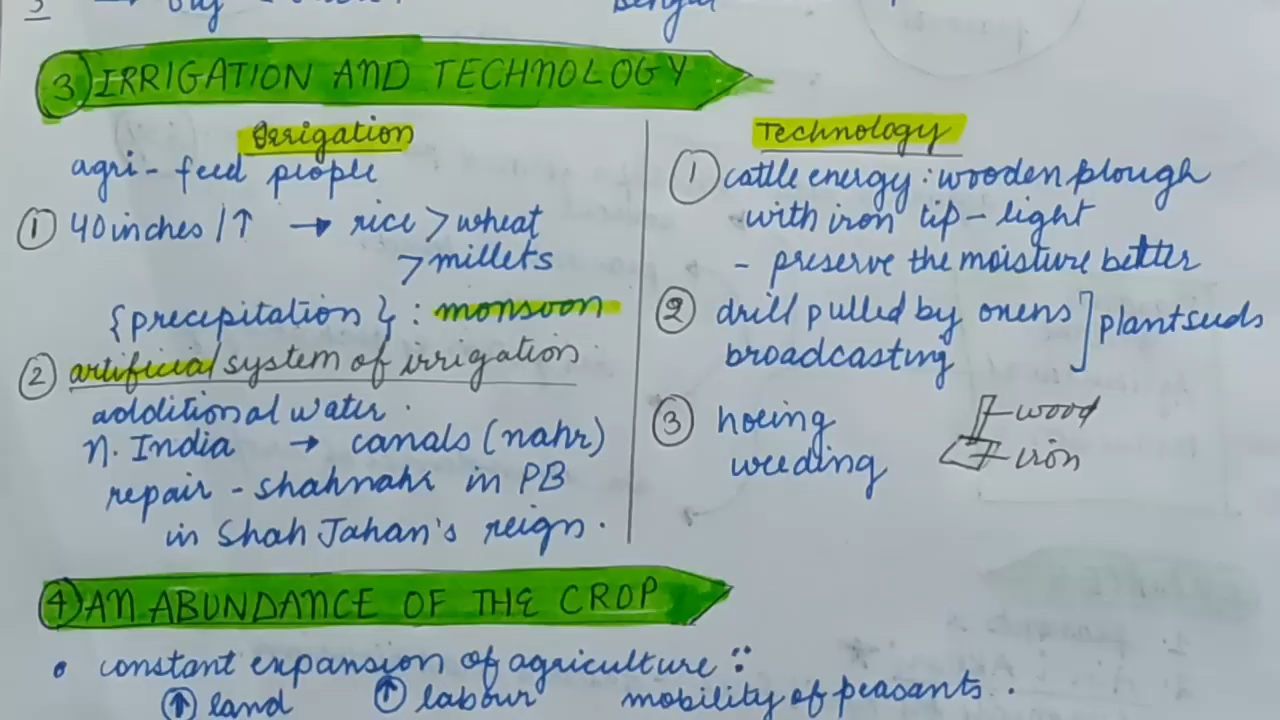 3
Bengal
③ IRRIGATION AND TECHNOLOGY
Irrigation
agri - feed people
① 40 inches / ↑ → rice > wheat
> millets
{precipitation} : monsoon
② artificial system of irrigation.
additional water.
N. India → canals (nahr)
repair - shahnahr in PB
in Shah Jahan's reign.
Technology
① cattle energy : wooden plough
with iron tip - light
- preserve the moisture better
② drill pulled by oxens ] plant seeds
broadcasting
③ hoeing
weeding
wood
iron
④ AN ABUNDANCE OF THE CROP
• constant expansion of agriculture ∵
↑ land ↑ labour mobility of peasants.